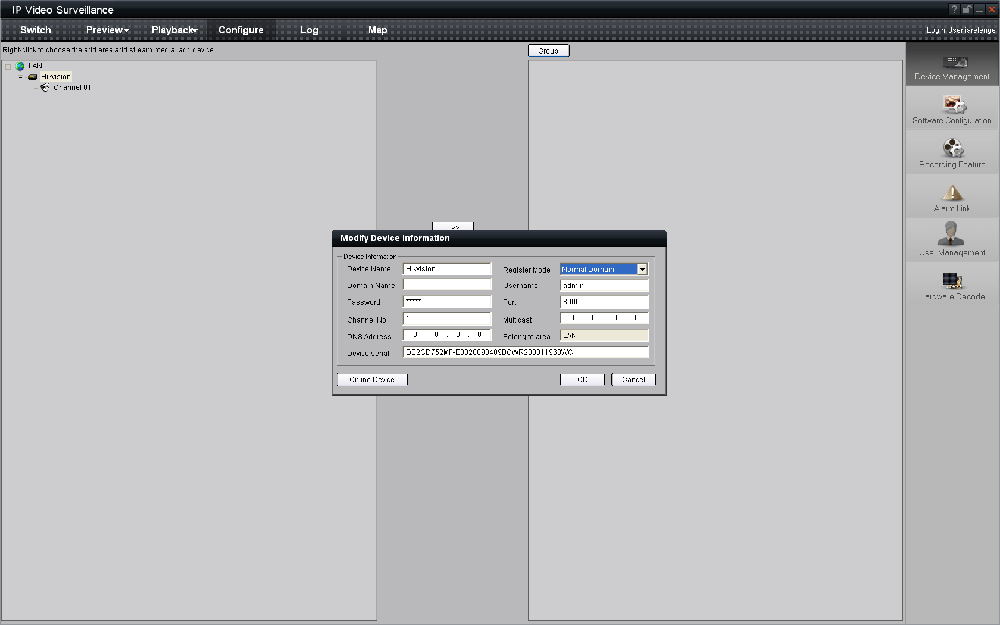 IP Video Surveillance
Switch Preview Playback Configure Log Map Login User:jaretenge
Right-click to choose the add area,add stream media, add device
Group
LAN
Hikvision
Channel 01
Device Management
Software Configuration
Recording Feature
Alarm Link
User Management
Hardware Decode
=>>
Modify Device information
Device Information
Device Name Hikvision Register Mode Normal Domain
Domain Name Username admin
Password ***** Port 8000
Channel No. 1 Multicast 0 . 0 . 0 . 0
DNS Address 0 . 0 . 0 . 0 Belong to area LAN
Device serial DS2CD752MF-E0020090409BCWR200311963WC
Online Device OK Cancel